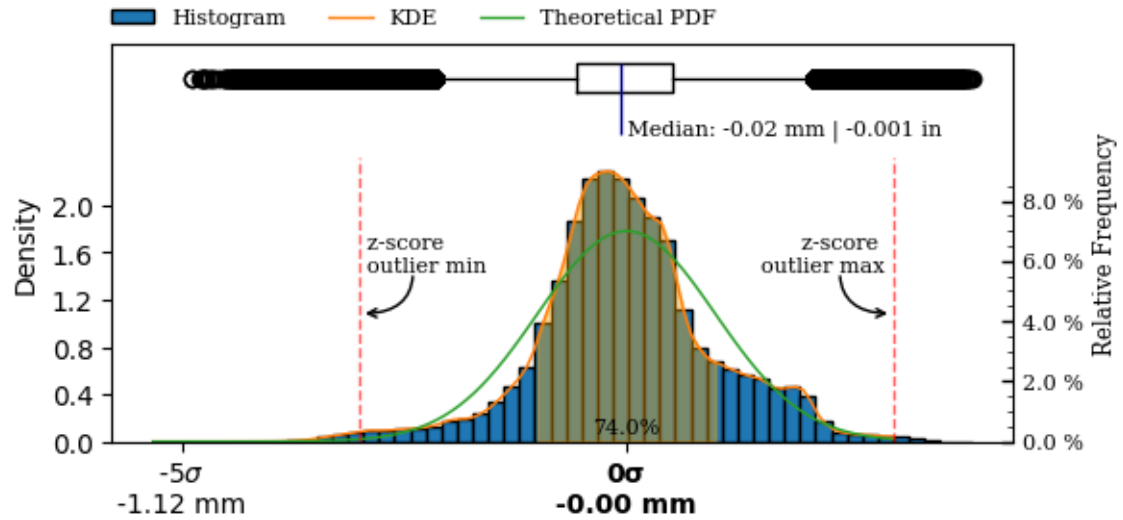 Histogram KDE Theoretical PDF
Median: -0.02 mm | -0.001 in
Density
2.0
1.6
1.2
0.8
0.4
0.0
z-score
outlier min
z-score
outlier max
74.0%
8.0 %
6.0 %
4.0 %
2.0 %
0.0 %
Relative Frequency
-5σ
-1.12 mm
0σ
-0.00 mm